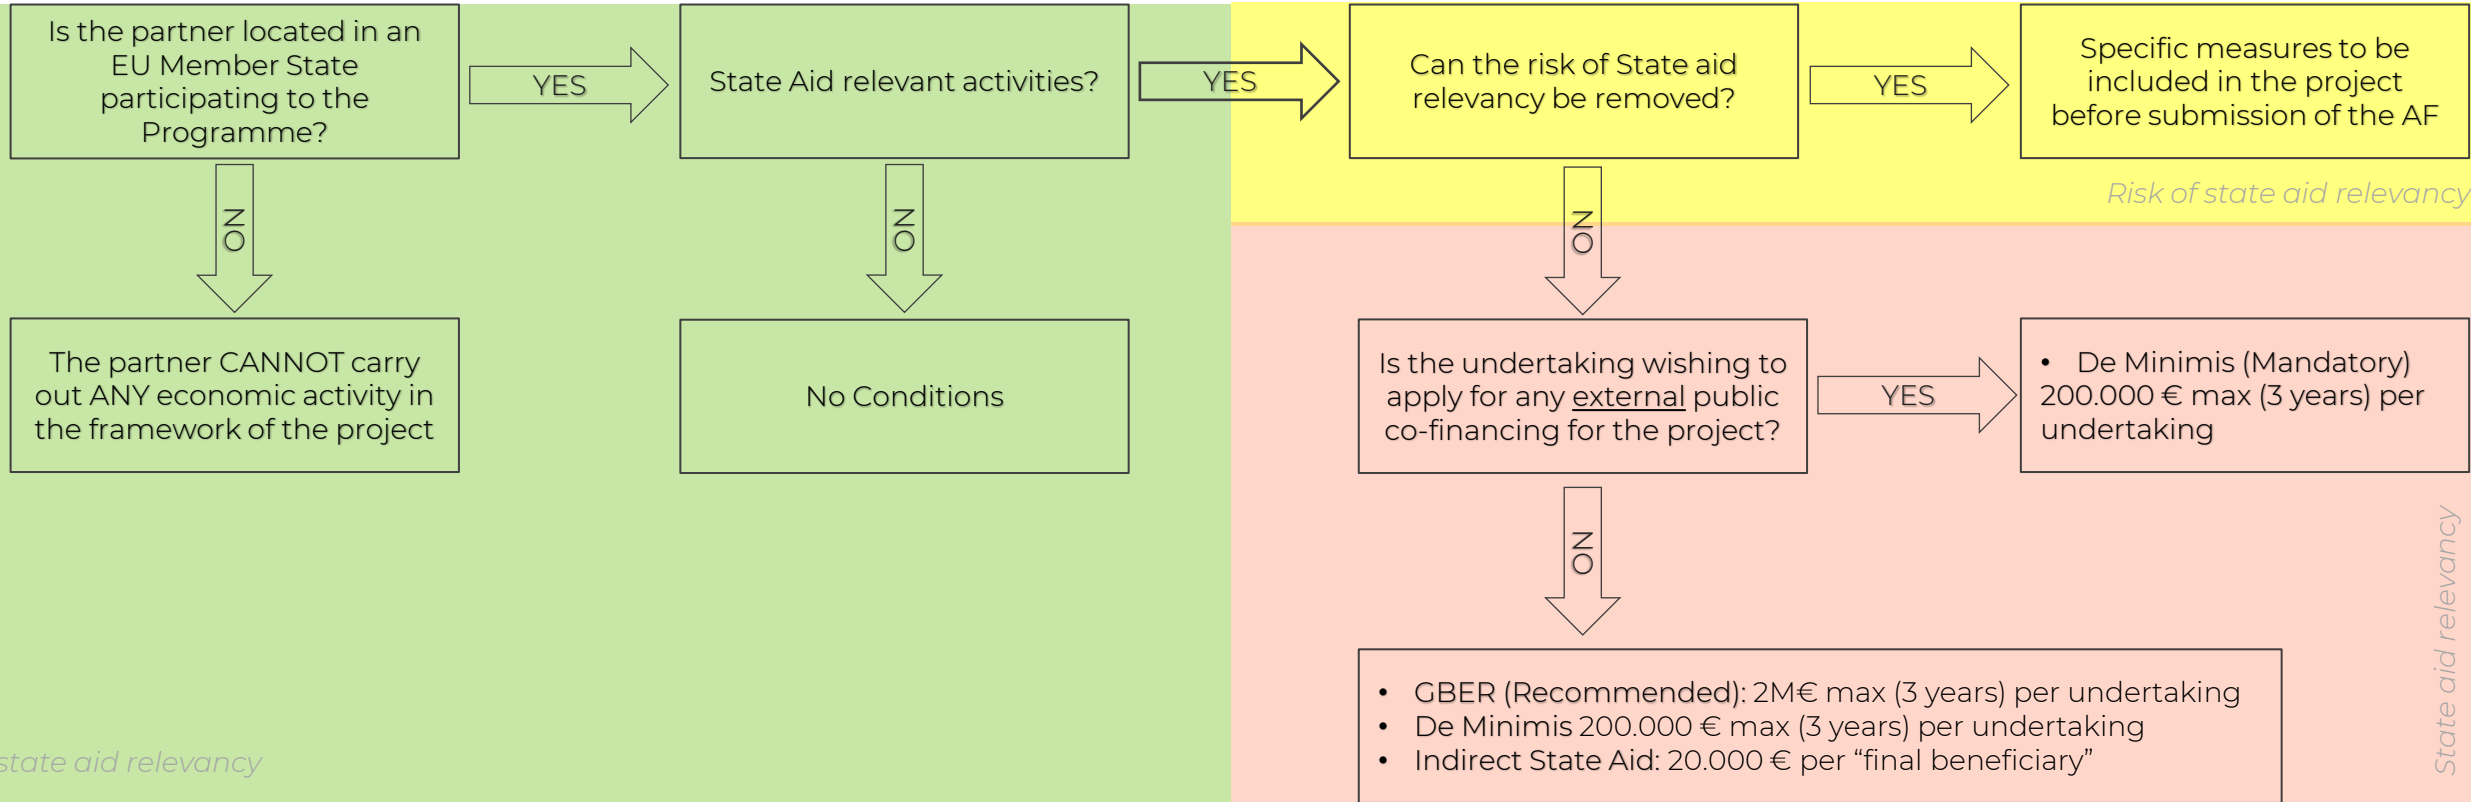 Is the partner located in an
EU Member State
participating to the
Programme?
YES
State Aid relevant activities?
YES
Can the risk of State aid
relevancy be removed?
YES
Specific measures to be
included in the project
before submission of the AF
Risk of state aid relevancy
NO
NO
NO
The partner CANNOT carry
out ANY economic activity in
the framework of the project
No Conditions
Is the undertaking wishing to
apply for any external public
co-financing for the project?
YES
• De Minimis (Mandatory)
200.000 € max (3 years) per
undertaking
NO
• GBER (Recommended): 2M€ max (3 years) per undertaking
• De Minimis 200.000 € max (3 years) per undertaking
• Indirect State Aid: 20.000 € per “final beneficiary”
State aid relevancy
state aid relevancy